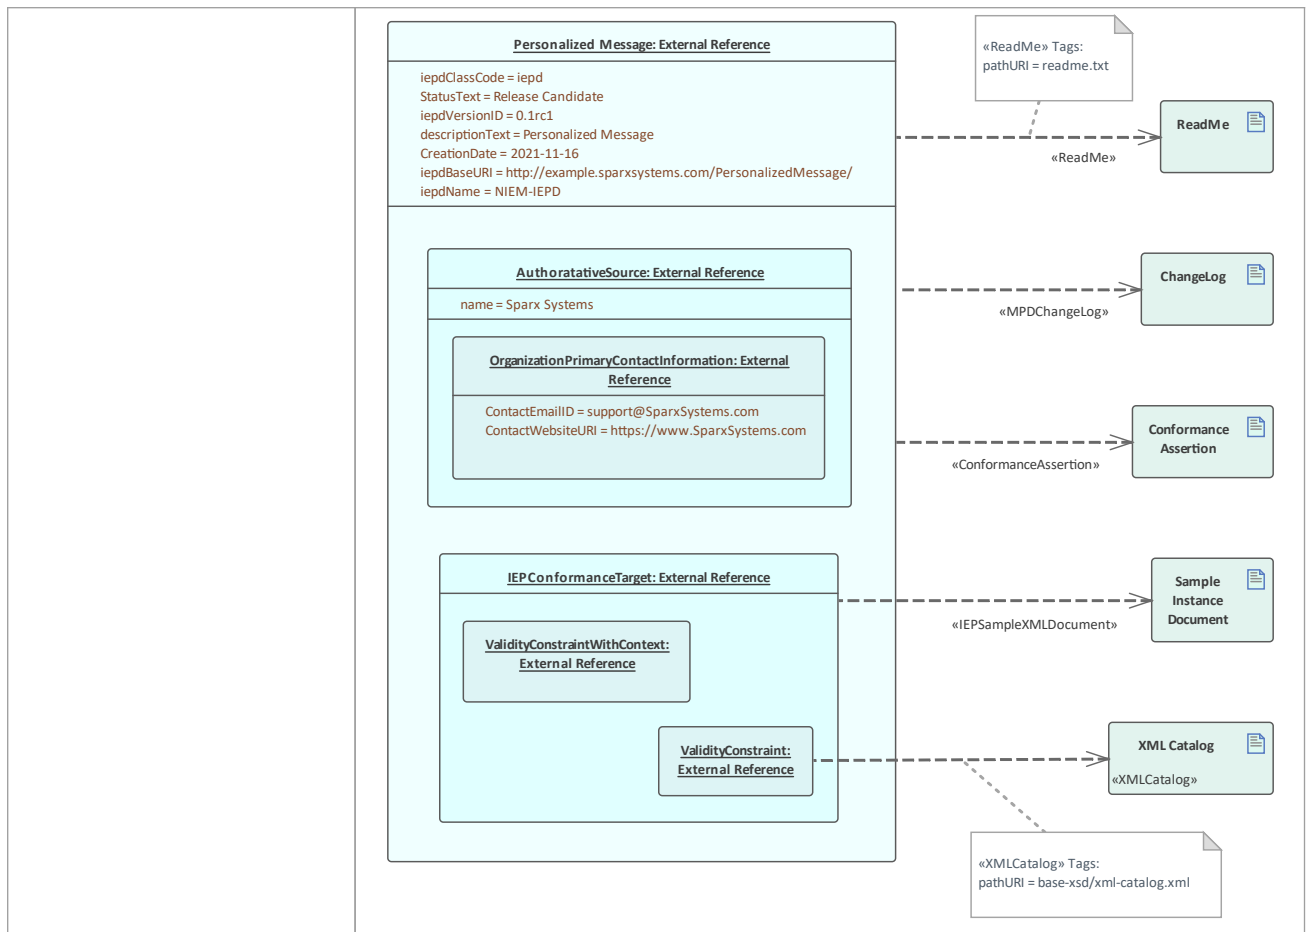 Personalized Message: External Reference
iepdClassCode = iepd
StatusText = Release Candidate
iepdVersionID = 0.1rc1
descriptionText = Personalized Message
CreationDate = 2021-11-16
iepdBaseURI = http://example.sparxsystems.com/PersonalizedMessage/
iepdName = NIEM-IEPD
«ReadMe» Tags:
pathURI = readme.txt
ReadMe
«ReadMe»
AuthoratativeSource: External Reference
name = Sparx Systems
ChangeLog
«MPDChangeLog»
OrganizationPrimaryContactInformation: External
Reference
ContactEmailID = support@SparxSystems.com
ContactWebsiteURI = https://www.SparxSystems.com
Conformance
Assertion
«ConformanceAssertion»
IEPConformanceTarget: External Reference
Sample
Instance
Document
«IEPSampleXMLDocument»
ValidityConstraintWithContext:
External Reference
ValidityConstraint:
External Reference
XML Catalog
«XMLCatalog»
«XMLCatalog» Tags:
pathURI = base-xsd/xml-catalog.xml